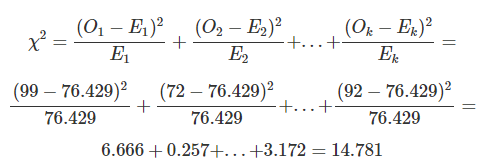 χ² = (O₁ − E₁)²/E₁ + (O₂ − E₂)²/E₂ +...+ (Oₖ − Eₖ)²/Eₖ =
(99 − 76.429)²/76.429 + (72 − 76.429)²/76.429 +...+ (92 − 76.429)²/76.429 =
6.666 + 0.257+...+3.172 = 14.781